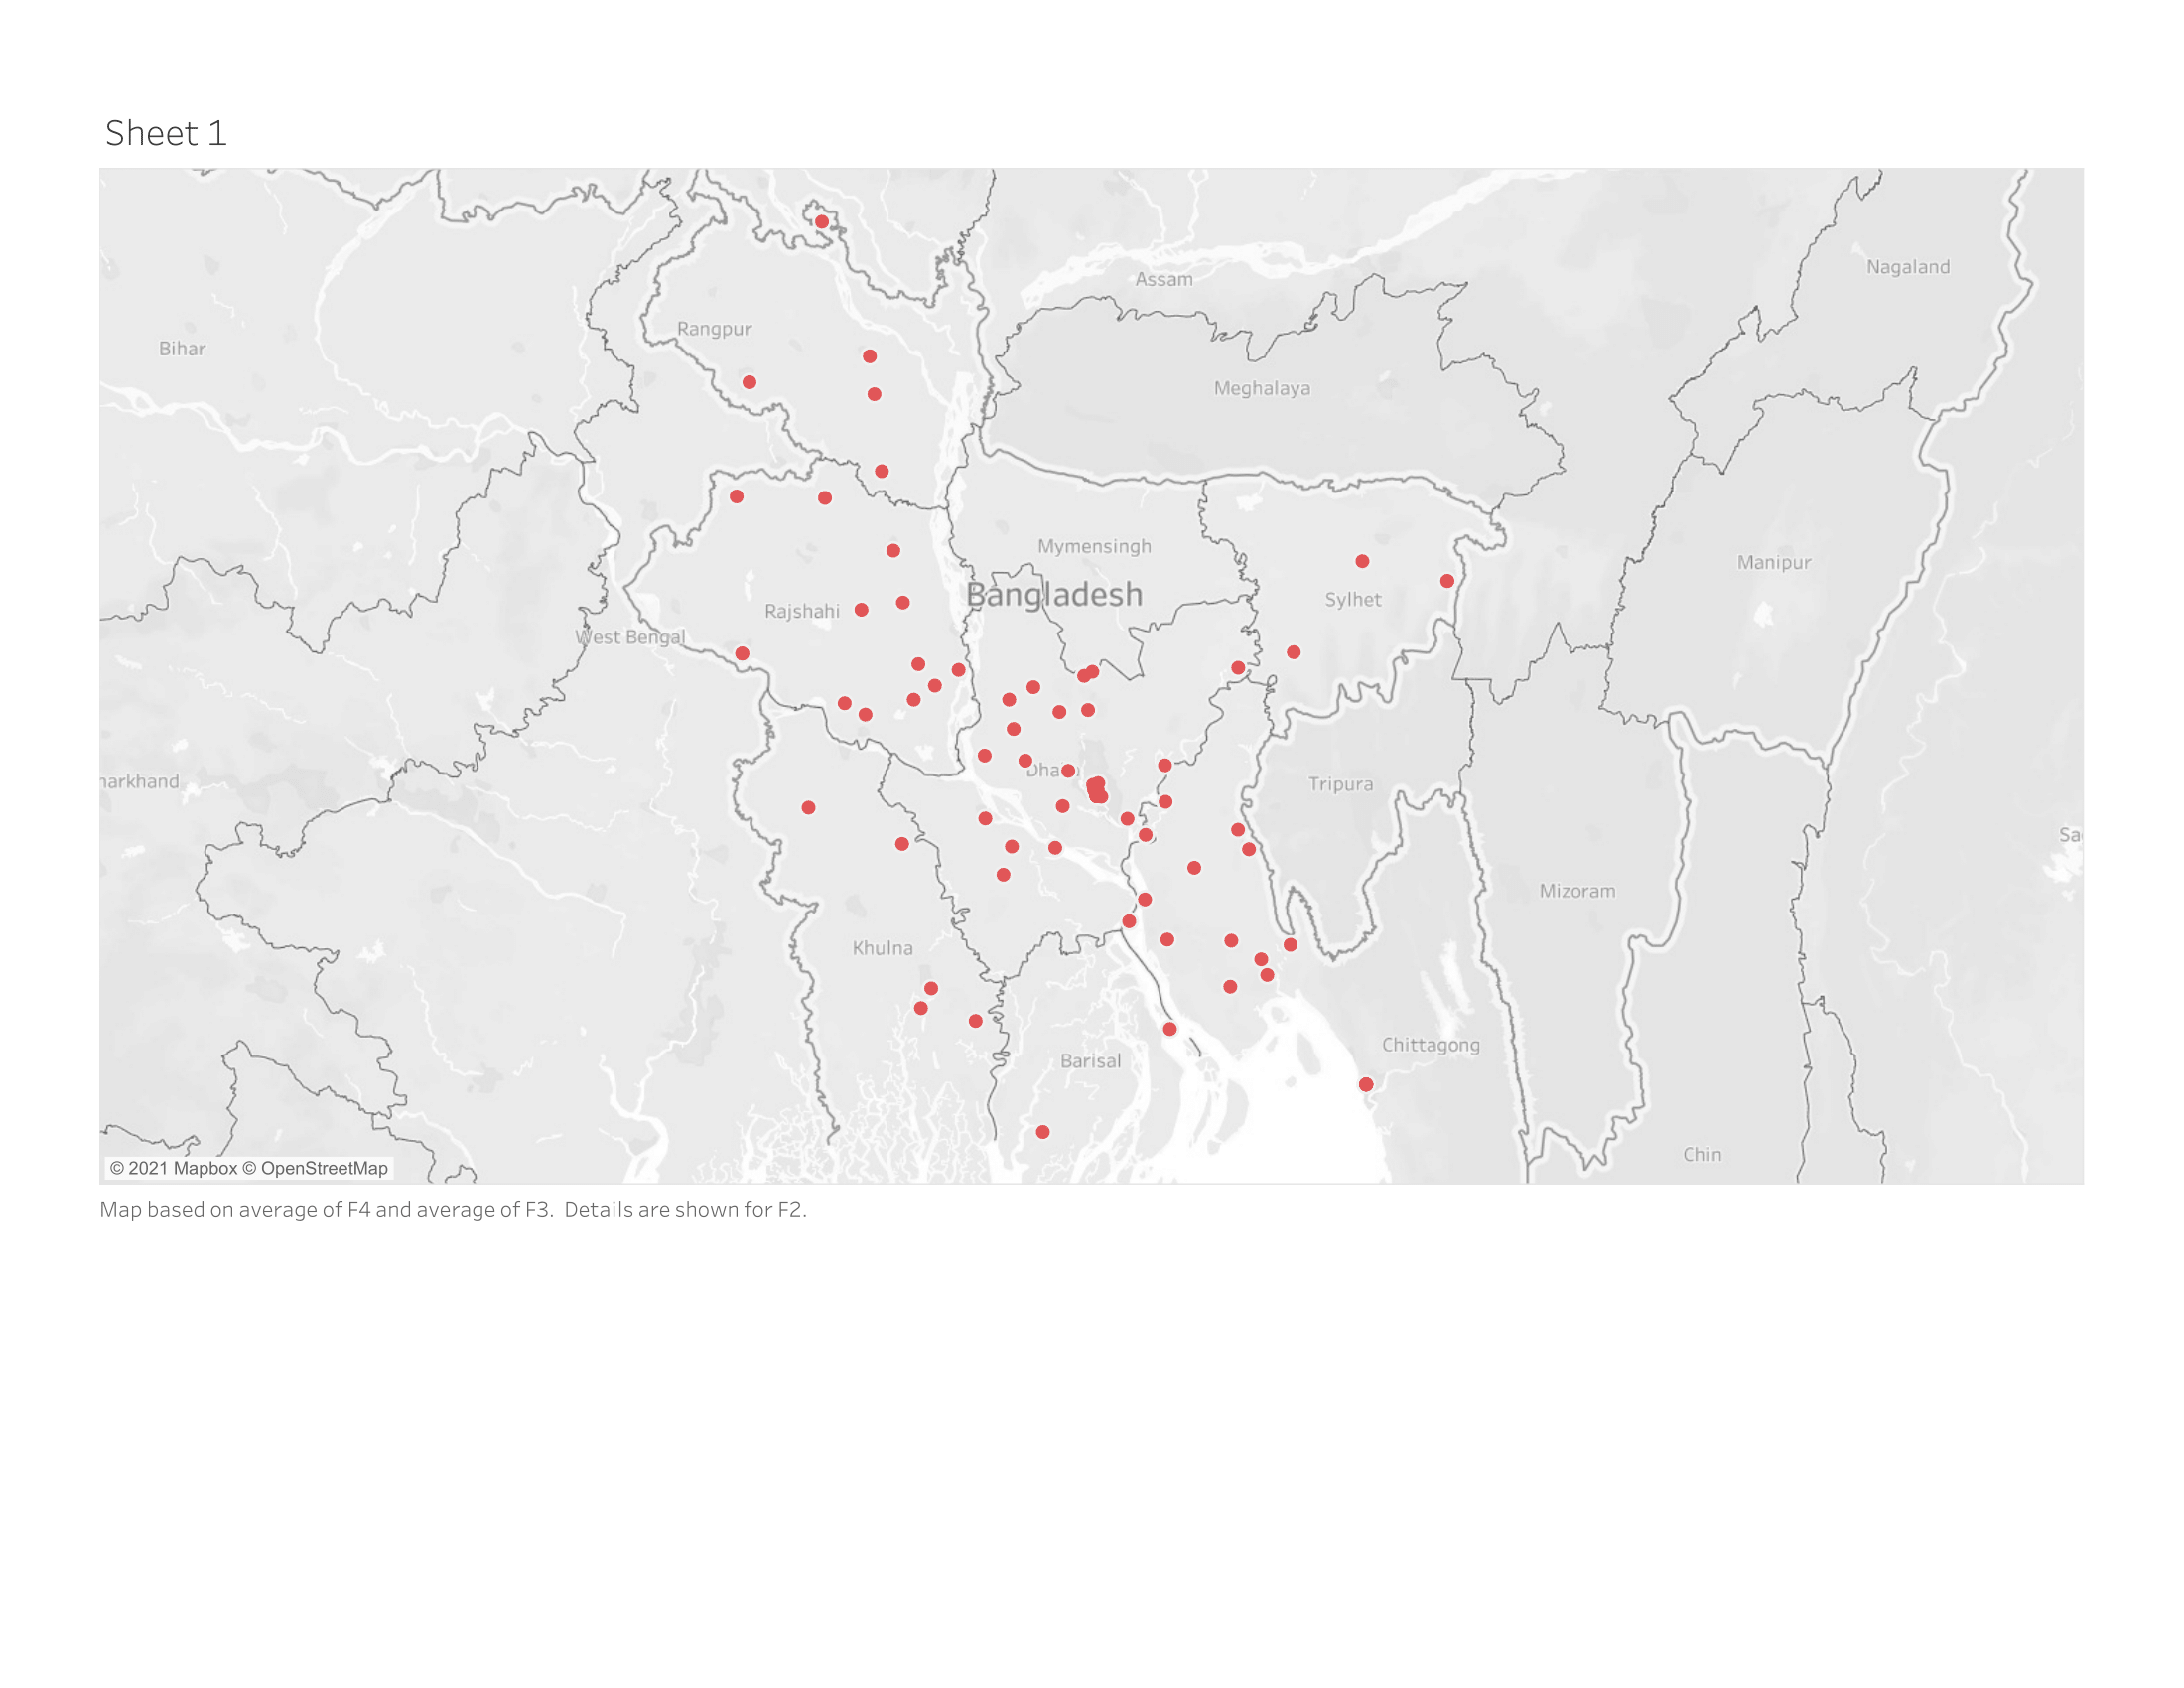 Sheet 1
Nagaland
Assam
Rangpur
Bihar
Meghalaya
Mymensingh
Manipur
Bangladesh
Sylhet
Rajshahi
West Bengal
Dha
harkhand
Tripura
Sa
Mizoram
Khulna
Chittagong
Barisal
Chin
© 2021 Mapbox © OpenStreetMap
Map based on average of F4 and average of F3. Details are shown for F2.